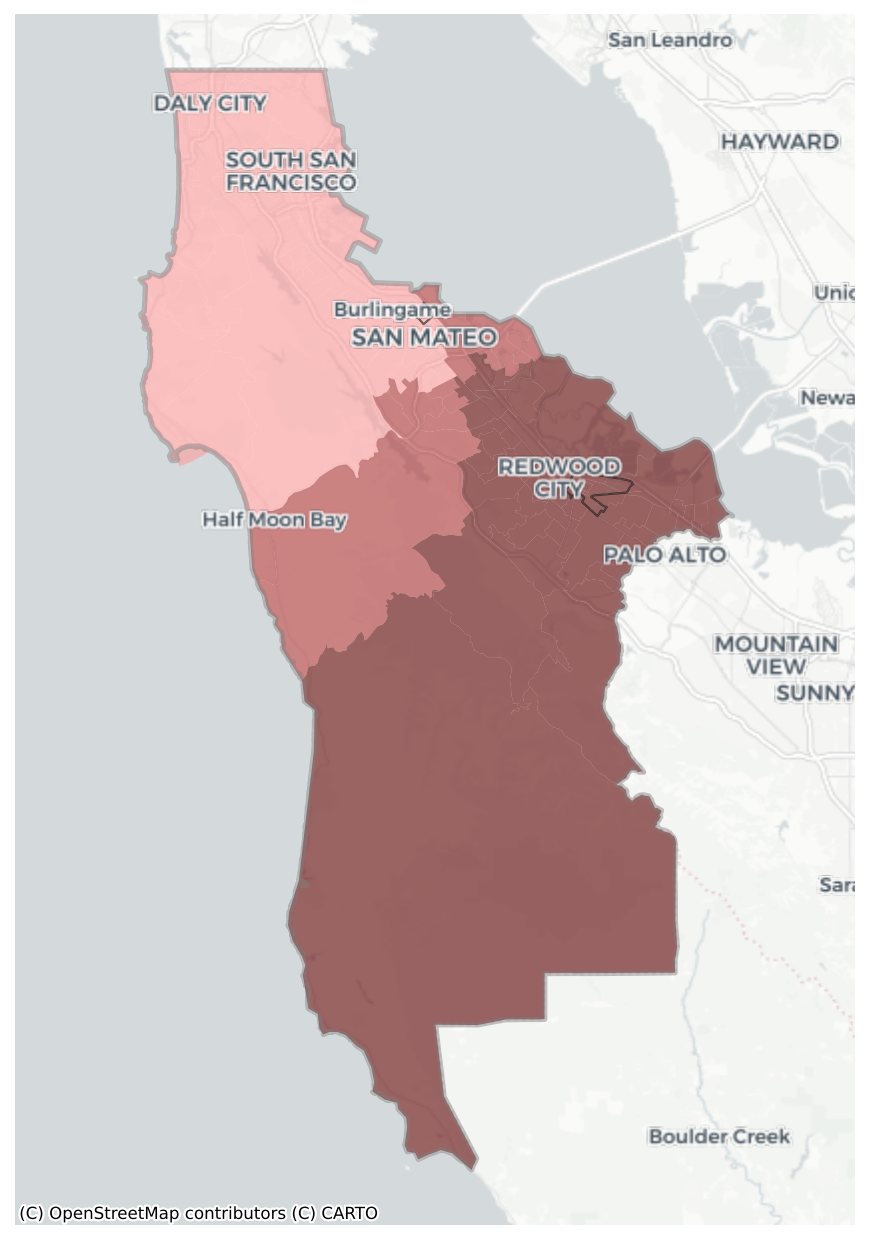 San Leandro
DALY CITY
HAYWARD
SOUTH SAN
FRANCISCO
Unic
Burlingame
SAN MATEO
Newa
REDWOOD
CITY
Half Moon Bay
PALO ALTO
MOUNTAIN
VIEW
SUNNY
Sara
Boulder Creek
(C) OpenStreetMap contributors (C) CARTO